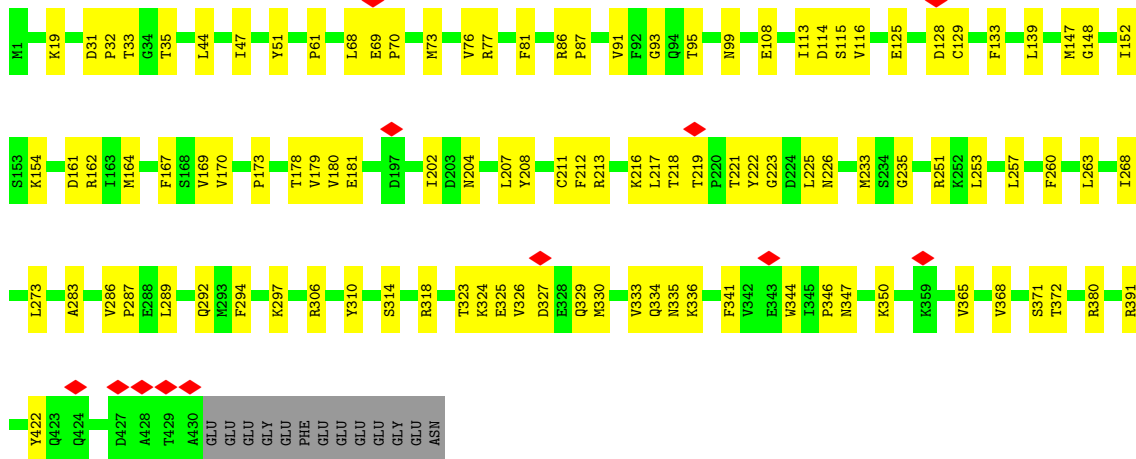 M1 K19 D31 P32 T33 G34 T35 L44 I47 Y51 P61 L68 E69 P70 M73 V76 R77 F81 R86 P87 V91 F92 G93 Q94 T95 N99 E108 I113 D114 S115 V116 E125 D128 C129 F133 L139 M147 G148 I152
S153 K154 D161 R162 I163 M164 F167 S168 V169 V170 P173 T178 V179 V180 E181 D197 I202 D203 N204 L207 Y208 C211 F212 R213 K216 L217 T218 T219 P220 T221 Y222 G223 D224 L225 N226 M233 S234 G235 R251 K252 L253 L257 F260 L263 I268
L273 A283 V286 P287 E288 L289 Q292 M293 F294 K297 R306 Y310 S314 R318 T323 K324 E325 V326 D327 E328 Q329 M330 V333 Q334 N335 K336 F341 V342 E343 W344 I345 P346 N347 K350 K359 V365 V368 S371 T372 R380 R391
Y422 Q423 Q424 D427 A428 T429 A430 GLU GLU GLU GLY GLU PHE GLU GLU GLU GLU GLY GLU ASN